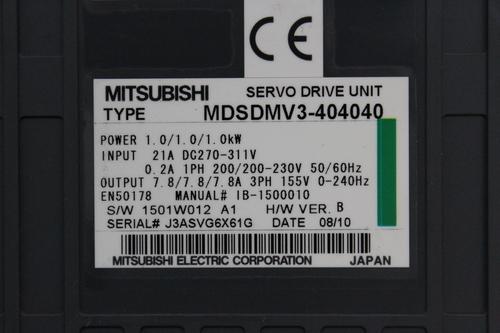 CE
MITSUBISHI SERVO DRIVE UNIT
TYPE MDSDMV3-404040
POWER 1.0/1.0/1.0kW
INPUT 21A DC270-311V
0.2A 1PH 200/200-230V 50/60Hz
OUTPUT 7.8/7.8/7.8A 3PH 155V 0-240Hz
EN50178 MANUAL# IB-1500010
S/W 1501W012 A1 H/W VER. B
SERIAL# J3ASVG6X61G DATE 08/10
MITSUBISHI ELECTRIC CORPORATION JAPAN